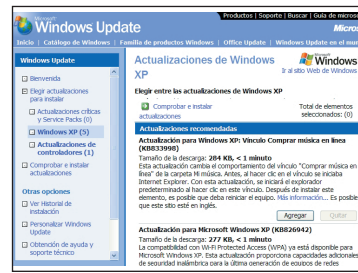 Productos | Soporte | Buscar | Guía de microso
Windows Update
Micros
Inicio | Catálogo de Windows | Familia de productos Windows | Office Update | Windows Update en el mun
Windows Update
Bienvenida
Elegir actualizaciones
para instalar
Actualizaciones críticas
y Service Packs (0)
Windows XP (5)
Actualizaciones de
controladores (1)
Comprobar e instalar
actualizaciones
Otras opciones
Ver Historial de
instalación
Personalizar Windows
Update
Obtención de ayuda y
soporte técnico
Actualizaciones de Windows
XP
Windows
Ir al sitio Web de Windows
Elegir entre las actualizaciones de Windows XP
Comprobar e instalar
actualizaciones
Total de elementos
seleccionados: (0)
Actualizaciones recomendadas
Actualización para Windows XP: Vínculo Comprar música en línea
(KB833998)
Tamaño de la descarga: 284 KB, < 1 minuto
Esta actualización cambia el comportamiento del vínculo "Comprar música en
línea" de la carpeta Mi música. Antes, al hacer clic en el vínculo se iniciaba
Internet Explorer. Con esta actualización, se iniciará el explorador
predeterminado al hacer clic en este vínculo. Después de instalar este
elemento, es posible que deba reiniciar el equipo. Más información... Es posible
que este sitio esté en inglés.
Agregar
Quitar
Actualización para Microsoft Windows XP (KB826942)
Tamaño de la descarga: 277 KB, < 1 minuto
La compatibilidad con Wi-Fi Protected Access (WPA) ya está disponible para
Microsoft Windows XP. Esta actualización proporciona capacidades adicionales
de seguridad inalámbrica para la última generación de equipos de redes